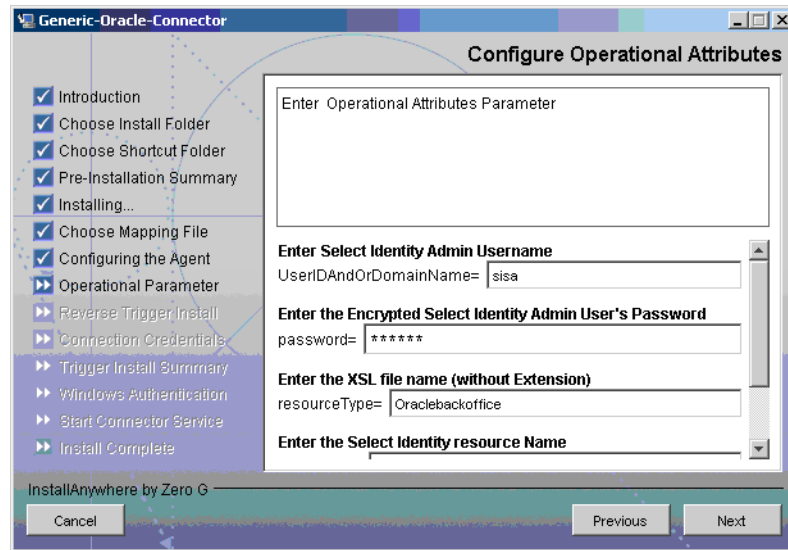 Generic-Oracle-Connector
Configure Operational Attributes
Introduction
Choose Install Folder
Choose Shortcut Folder
Pre-Installation Summary
Installing...
Choose Mapping File
Configuring the Agent
Operational Parameter
Reverse Trigger Install
Connection Credentials
Trigger Install Summary
Windows Authentication
Start Connector Service
Install Complete
Enter Operational Attributes Parameter
Enter Select Identity Admin Username
UserIDAndOrDomainName= sisa
Enter the Encrypted Select Identity Admin User's Password
password= ******
Enter the XSL file name (without Extension)
resourceType= Oraclebackoffice
Enter the Select Identity resource Name
InstallAnywhere by Zero G
Cancel
Previous
Next